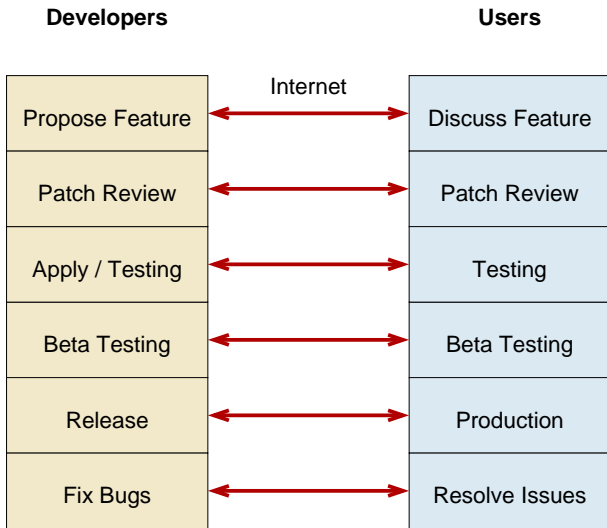 Developers
Users
Internet
Propose Feature
Discuss Feature
Patch Review
Patch Review
Apply / Testing
Testing
Beta Testing
Beta Testing
Release
Production
Fix Bugs
Resolve Issues